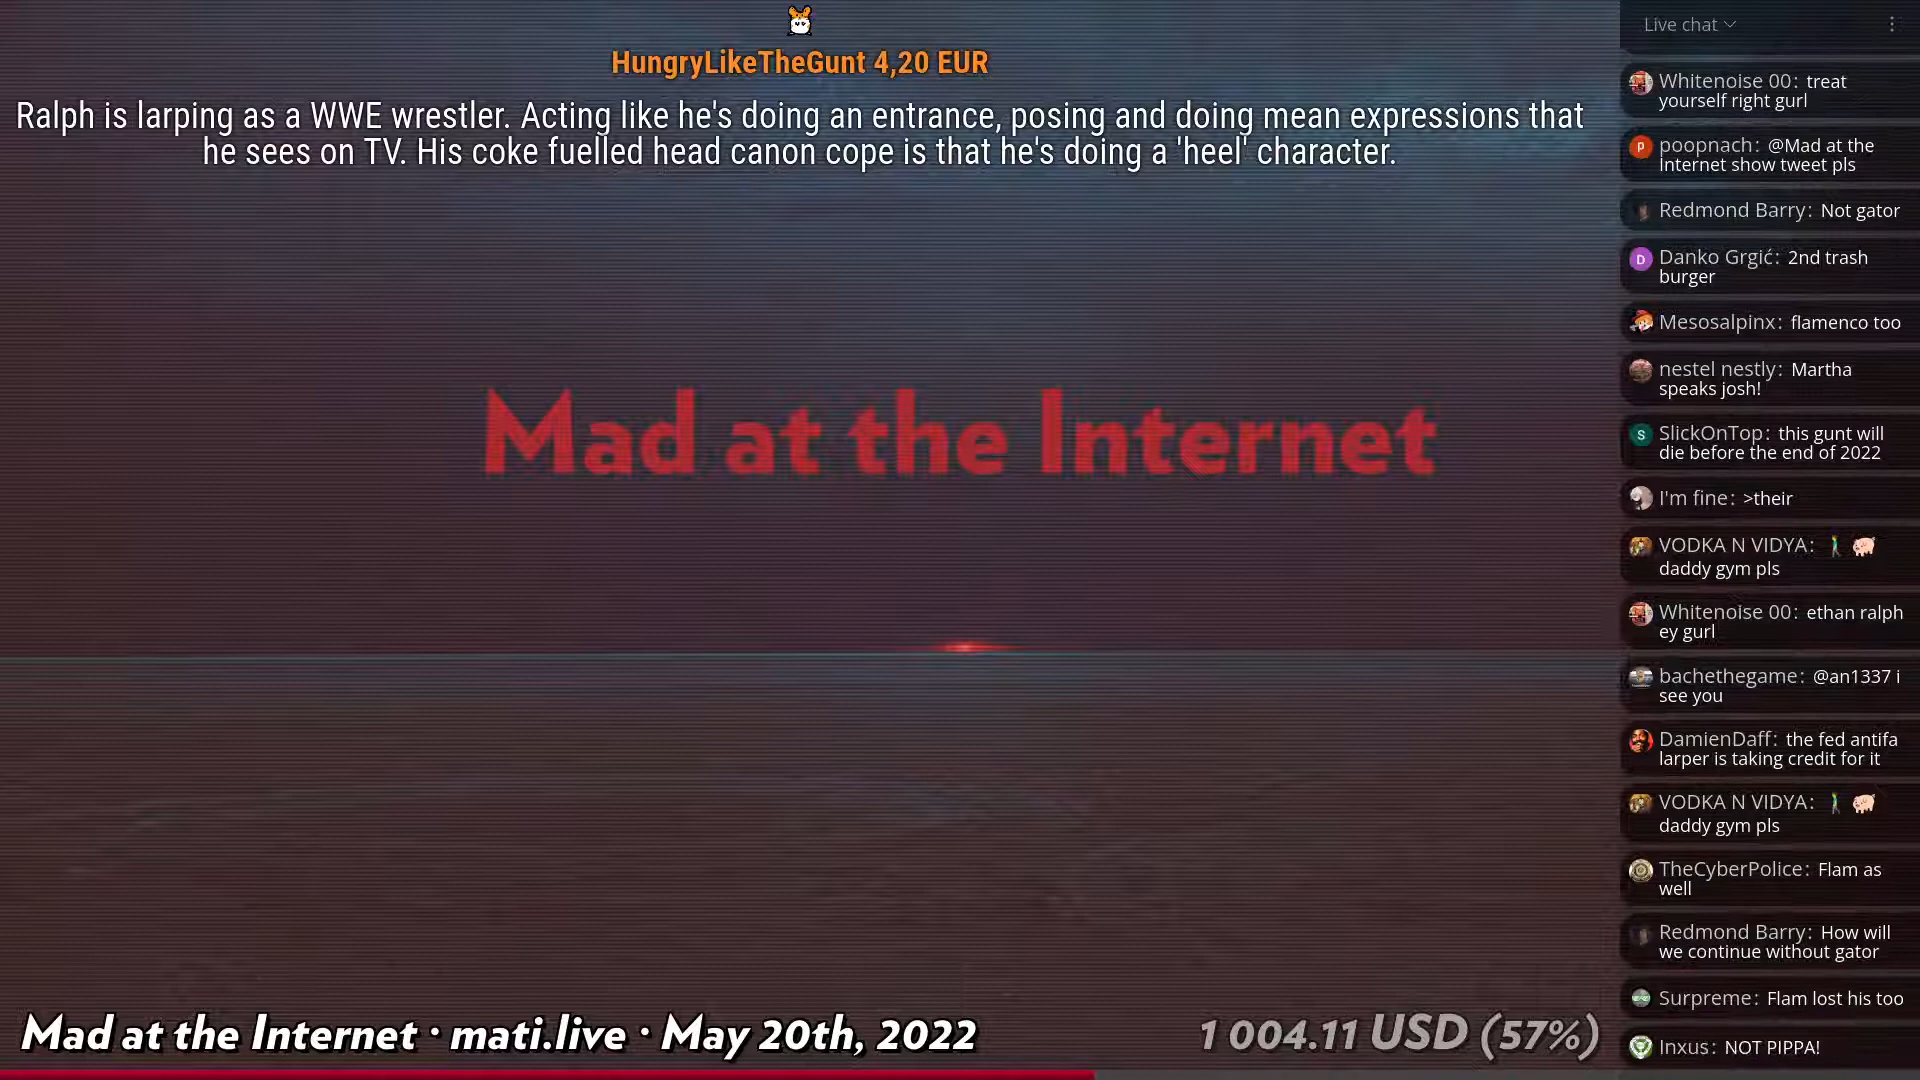 HungryLikeTheGunt 4,20 EUR
Ralph is larping as a WWE wrestler. Acting like he's doing an entrance, posing and doing mean expressions that
he sees on TV. His coke fuelled head canon cope is that he's doing a 'heel' character.
Mad at the Internet
Mad at the Internet · mati.live · May 20th, 2022
1 004.11 USD (57%)
Live chat
Whitenoise 00: treat
yourself right gurl
P
poopnach: @Mad at the
Internet show tweet pls
Redmond Barry: Not gator
D
Danko Grgić: 2nd trash
burger
Mesosalpinx: flamenco too
nestel nestly: Martha
speaks josh!
S
SlickOnTop: this gunt will
die before the end of 2022
I'm fine: >their
VODKA N VIDYA: 🚶‍♂️ 🐖
daddy gym pls
Whitenoise 00: ethan ralph
ey gurl
bachethegame: @an1337 i
see you
DamienDaff: the fed antifa
larper is taking credit for it
VODKA N VIDYA: 🚶‍♂️ 🐖
daddy gym pls
TheCyberPolice: Flam as
well
Redmond Barry: How will
we continue without gator
Surpreme: Flam lost his too
Inxus: NOT PIPPA!